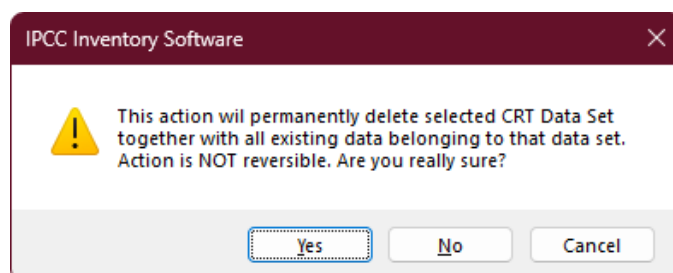 IPCC Inventory Software
This action wil permanently delete selected CRT Data Set
together with all existing data belonging to that data set.
Action is NOT reversible. Are you really sure?
Yes
No
Cancel